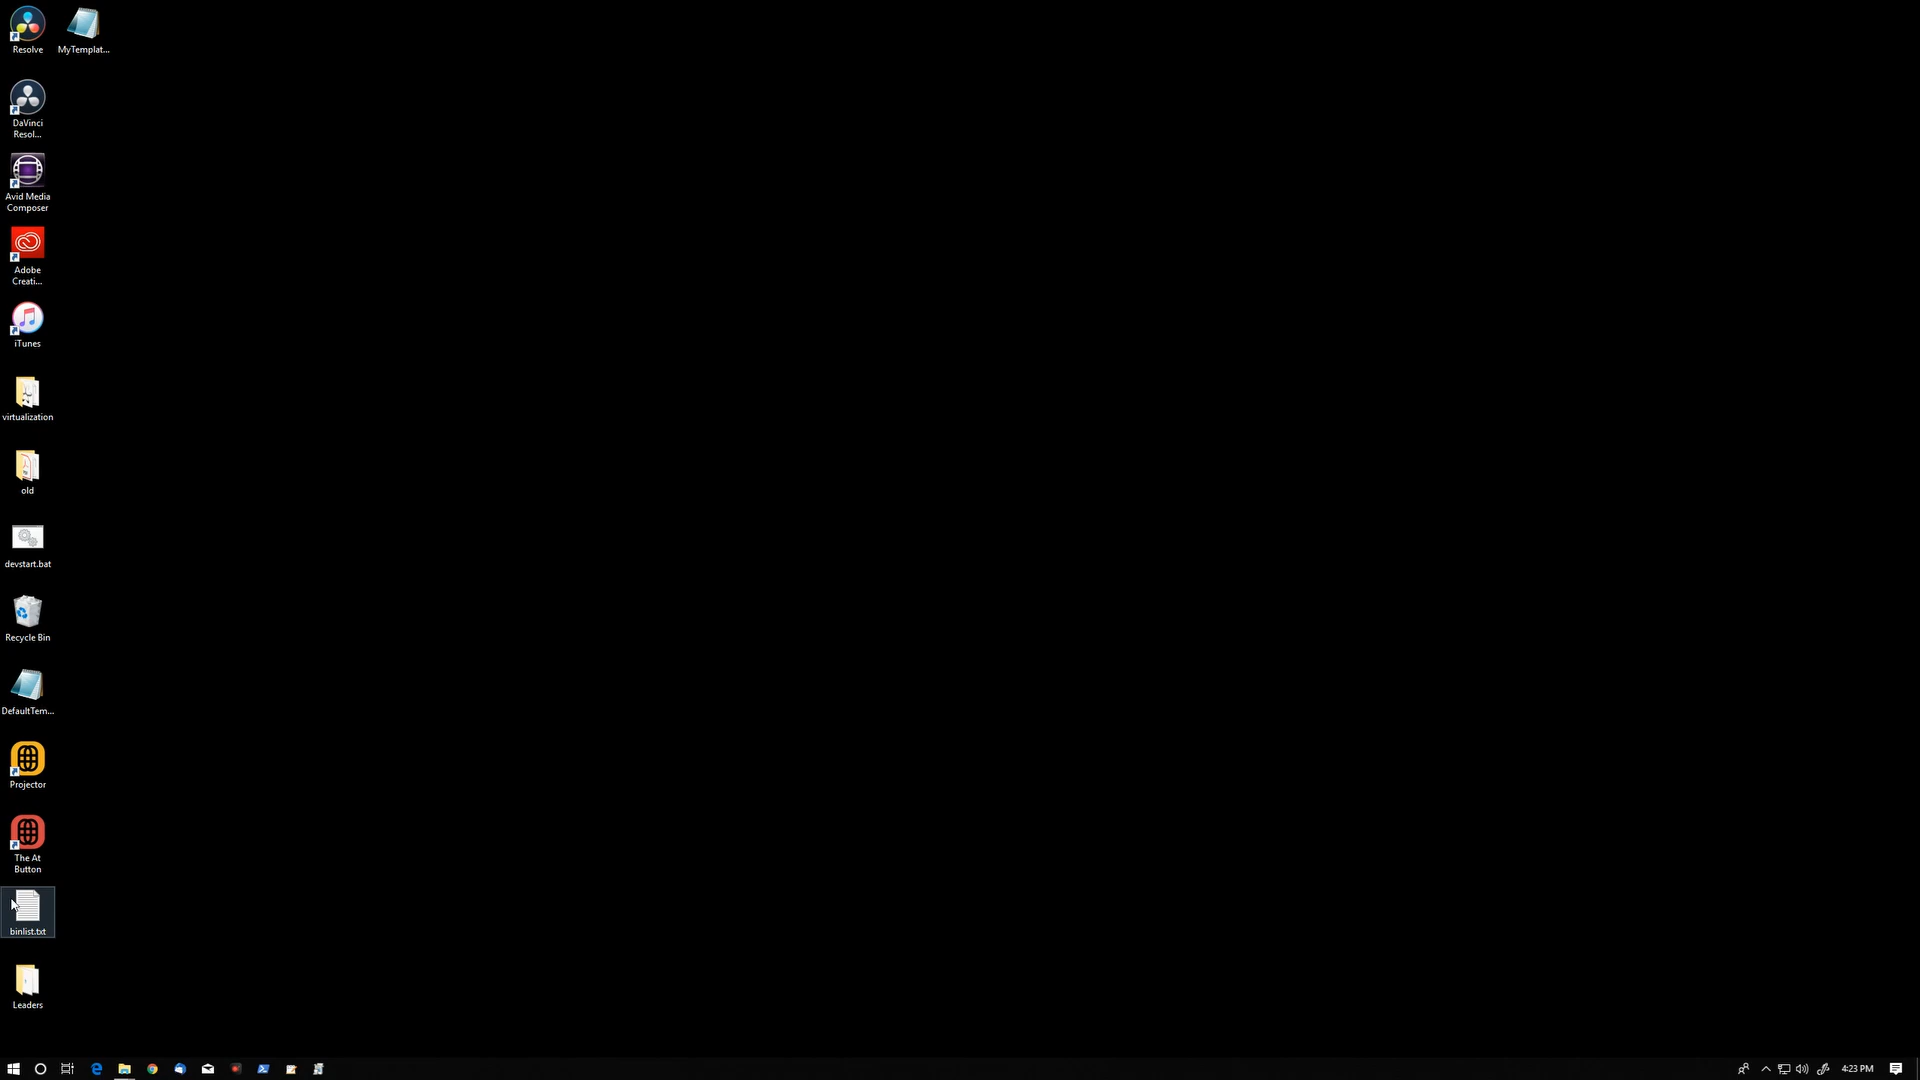 Resolve
MyTemplat...
DaVinci
Resol...
Avid Media
Composer
Adobe
Creati...
iTunes
virtualization
old
devstart.bat
Recycle Bin
DefaultTem...
Projector
The At
Button
binlist.txt
Leaders
4:23 PM